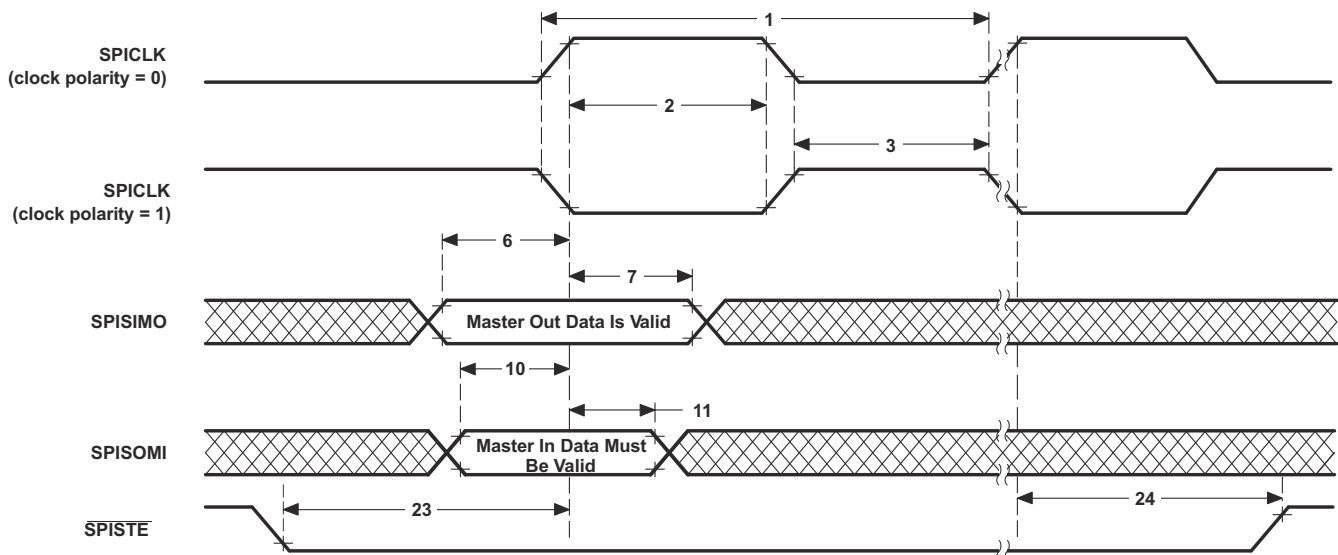 1
SPICLK
(clock polarity = 0)
2
3
SPICLK
(clock polarity = 1)
6
7
SPISIMO
Master Out Data Is Valid
10
11
SPISOMI
Master In Data Must
Be Valid
23
24
SPISTE